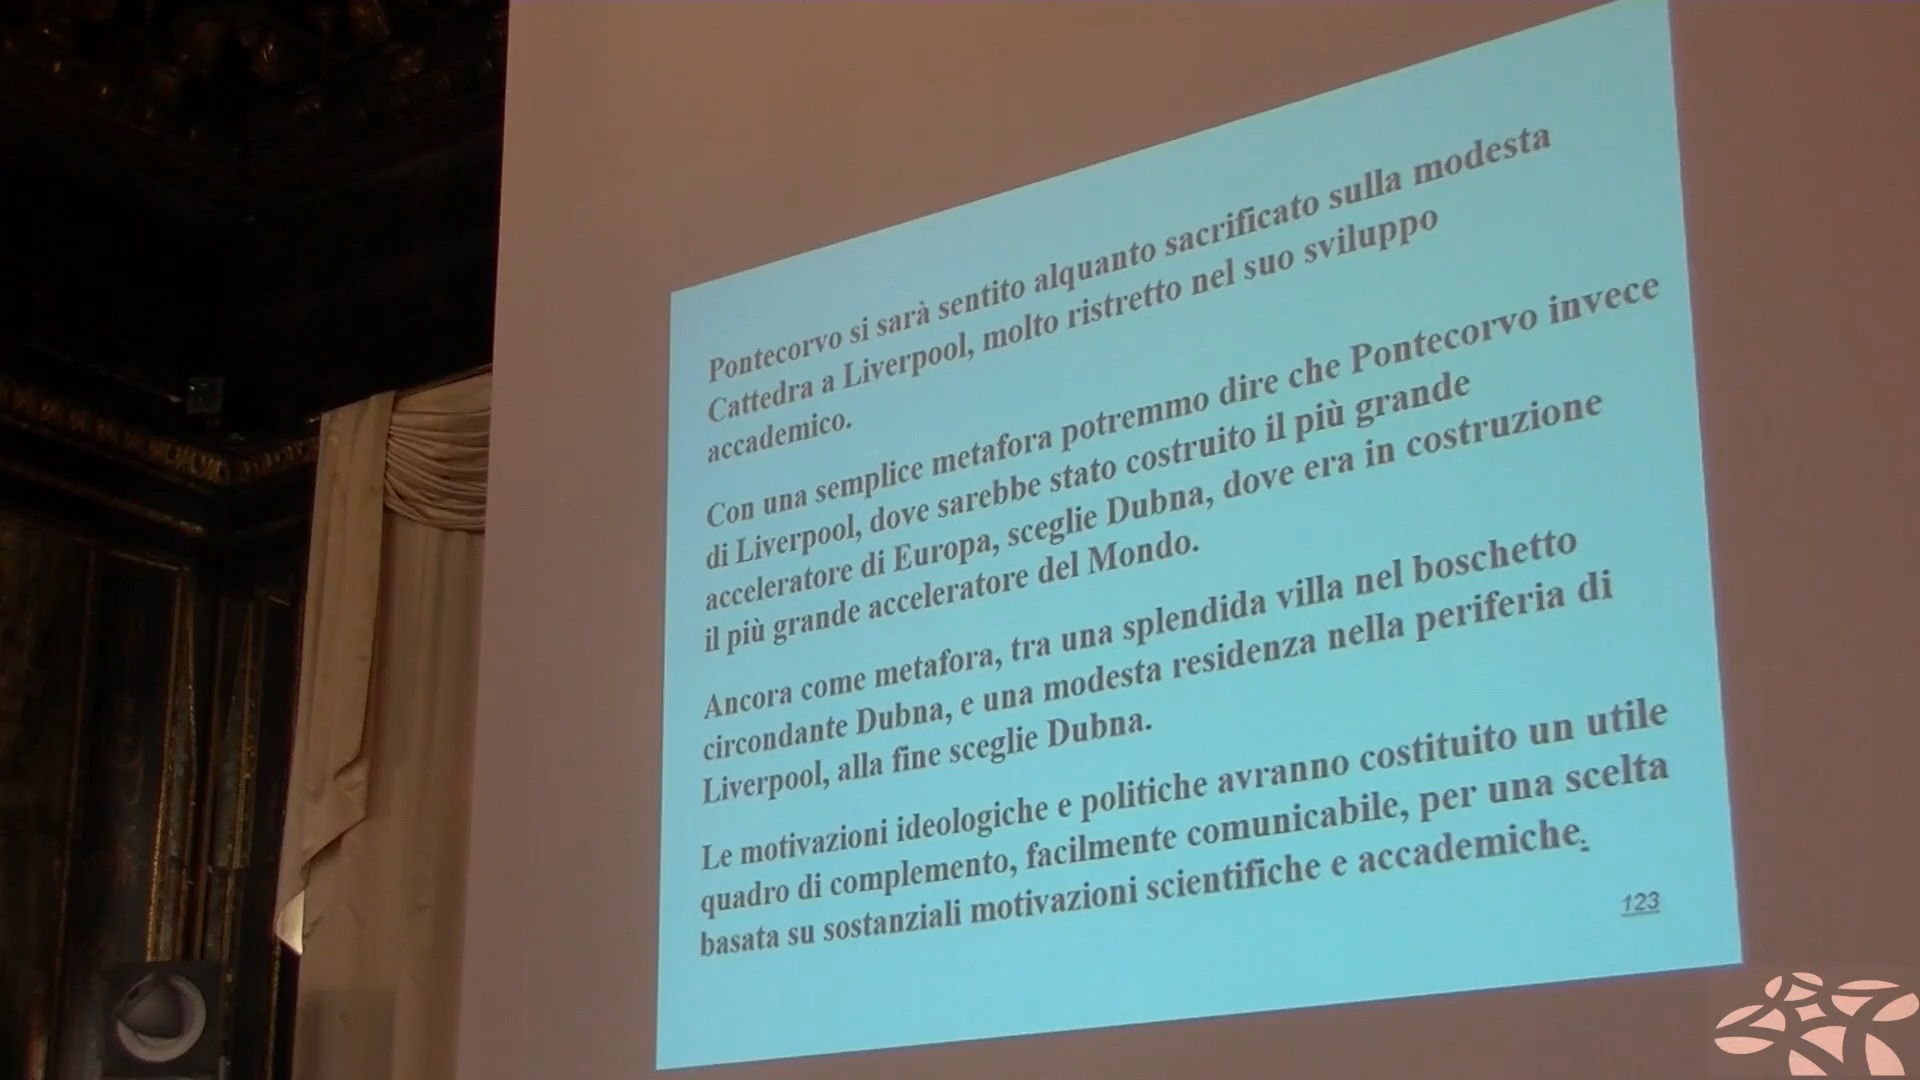 Pontecorvo si sarà sentito alquanto sacrificato sulla modesta
Cattedra a Liverpool, molto ristretto nel suo sviluppo
accademico.
Con una semplice metafora potremmo dire che Pontecorvo invece
di Liverpool, dove sarebbe stato costruito il più grande
acceleratore di Europa, sceglie Dubna, dove era in costruzione
il più grande acceleratore del Mondo.
Ancora come metafora, tra una splendida villa nel boschetto
circondante Dubna, e una modesta residenza nella periferia di
Liverpool, alla fine sceglie Dubna.
Le motivazioni ideologiche e politiche avranno costituito un utile
quadro di complemento, facilmente comunicabile, per una scelta
basata su sostanziali motivazioni scientifiche e accademiche.
123